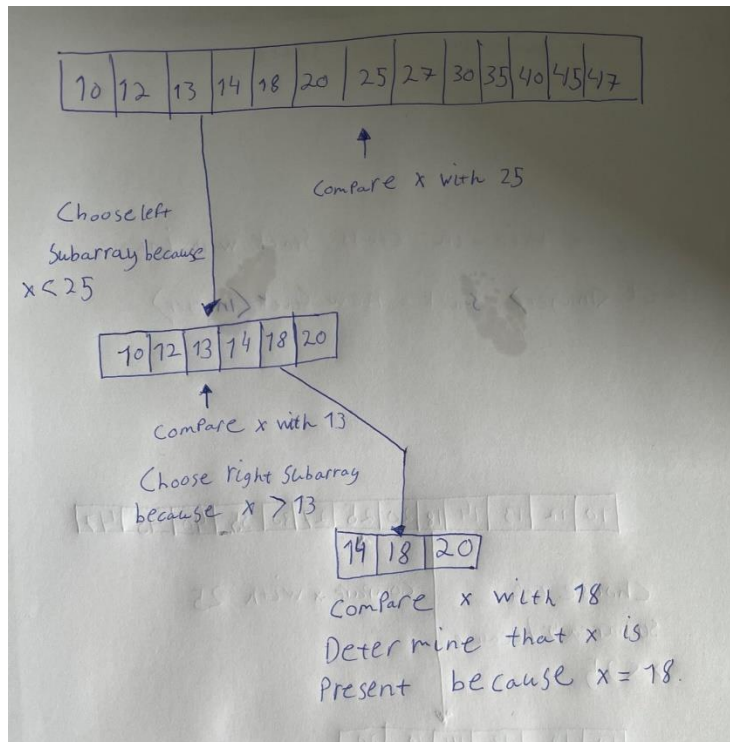 10 12 13 14 18 20 25 27 30 35 40 45 47
Compare x with 25
Choose left
Subarray because
x < 25
10 12 13 14 18 20
Compare x with 13
Choose right Subarray
because x > 13
14 18 20
Compare x with 18
Determine that x is
Present because x = 18.